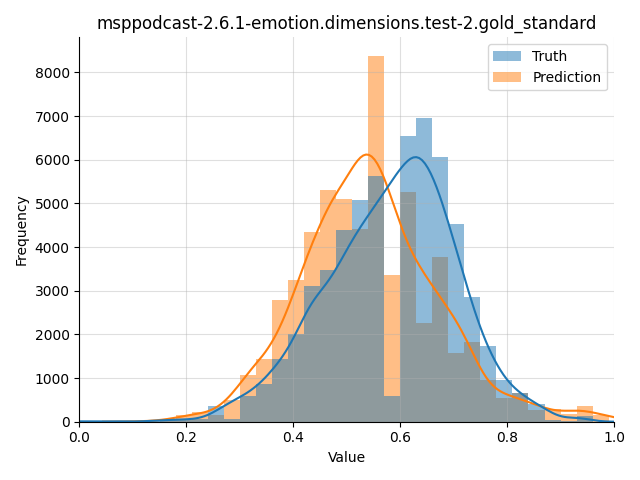 msppodcast-2.6.1-emotion.dimensions.test-2.gold_standard
Truth
Prediction
Frequency
8000
7000
6000
5000
4000
3000
2000
1000
0
0.0 0.2 0.4 0.6 0.8 1.0
Value